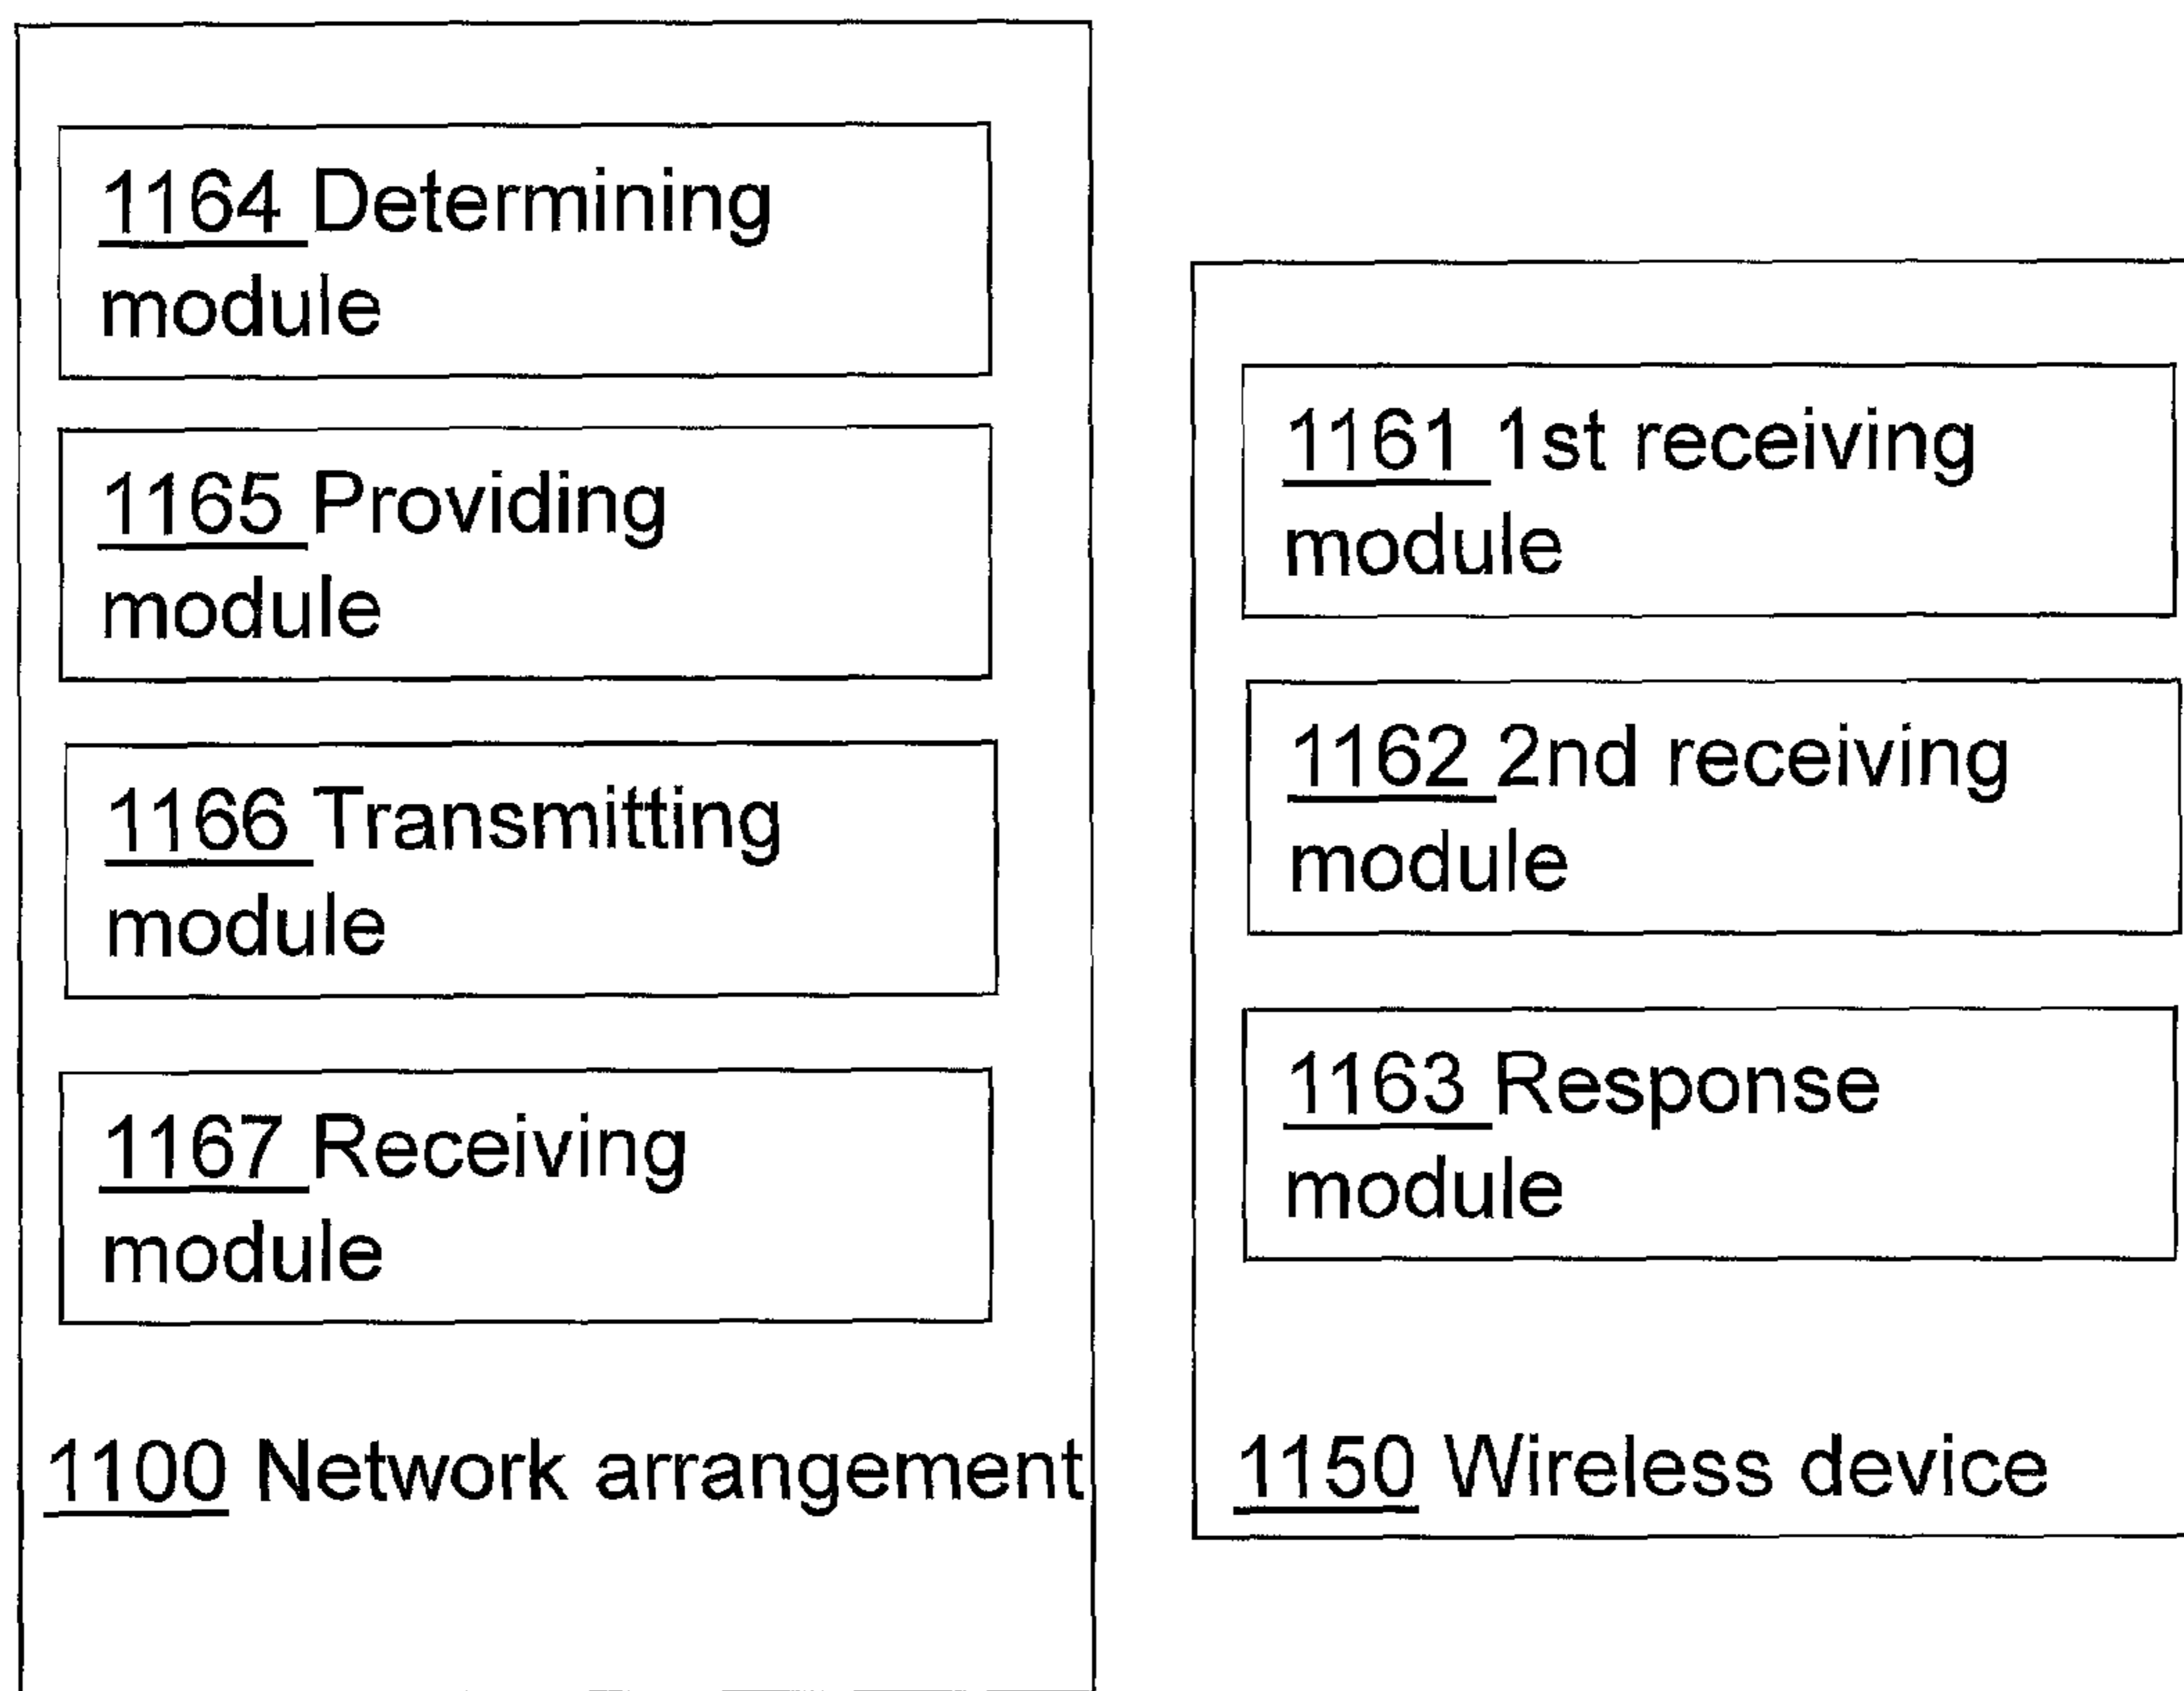 1164 Determining
module
1165 Providing
module
1166 Transmitting
module
1167 Receiving
module
1100 Network arrangement
1161 1st receiving
module
1162 2nd receiving
module
1163 Response
module
1150 Wireless device